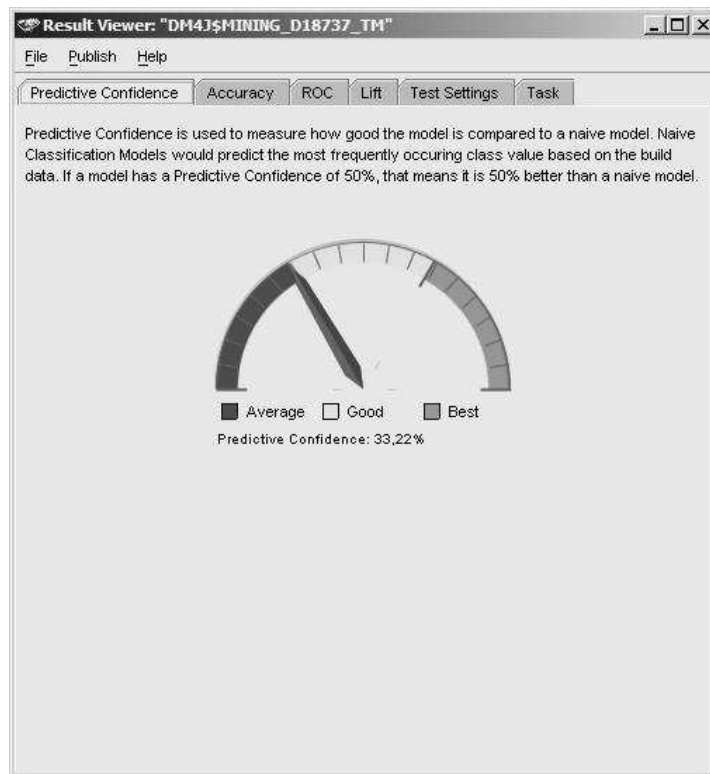 Result Viewer: "DM4J$MINING_D18737_TM"
File Publish Help
Predictive Confidence Accuracy ROC Lift Test Settings Task
Predictive Confidence is used to measure how good the model is compared to a naive model. Naive
Classification Models would predict the most frequently occuring class value based on the build
data. If a model has a Predictive Confidence of 50%, that means it is 50% better than a naive model.
Average Good Best
Predictive Confidence: 33,22%